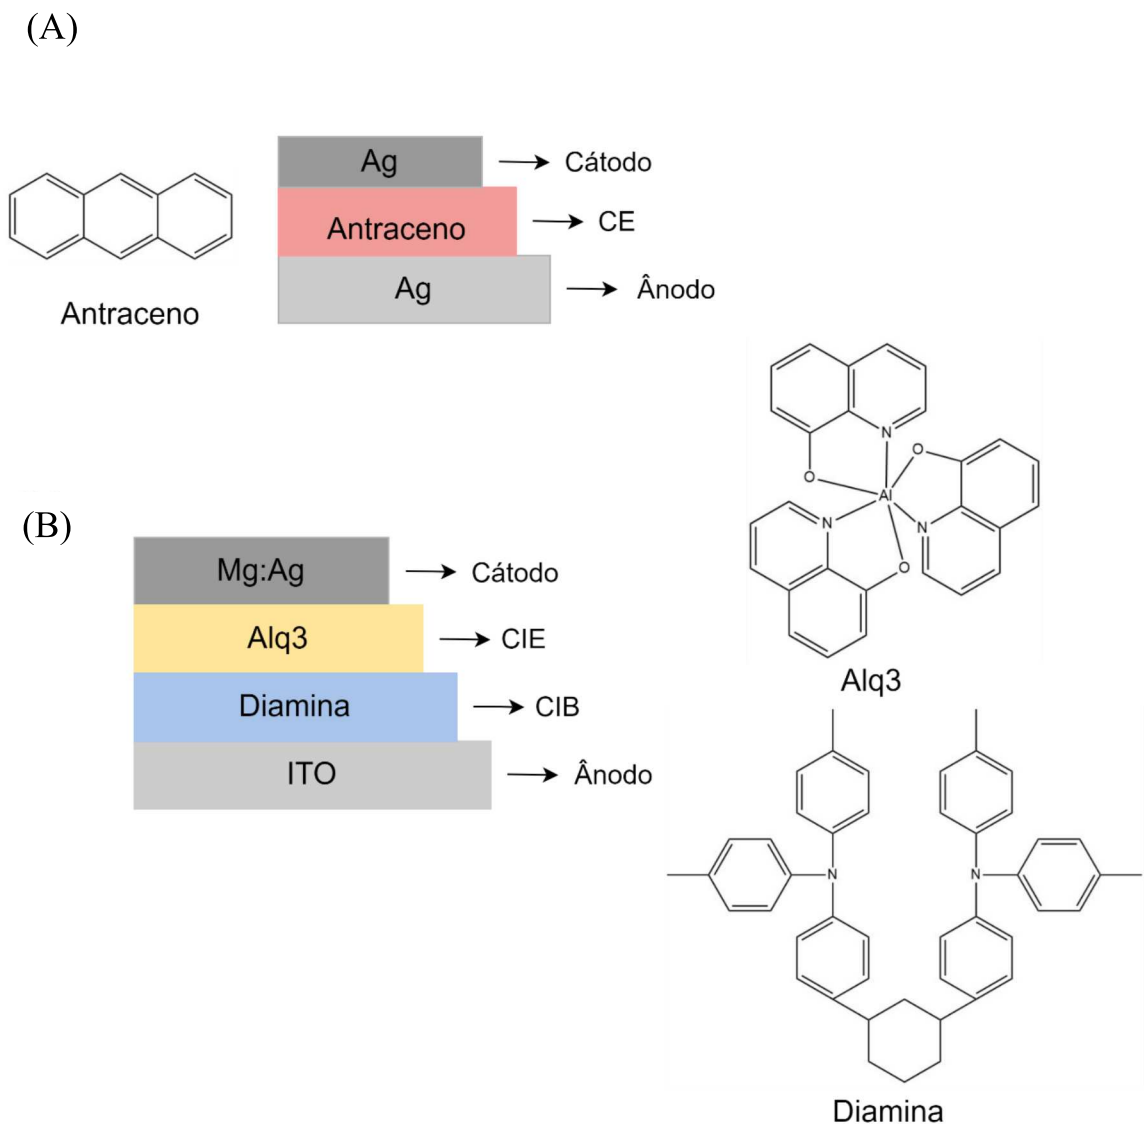 (A)
Ag
Cátodo
Antraceno
CE
Ag
Ânodo
Antraceno
(B)
Mg:Ag
Cátodo
Alq3
CIE
Diamina
CIB
ITO
Ânodo
N
O
O
Al
N
N
O
Alq3
N
N
Diamina